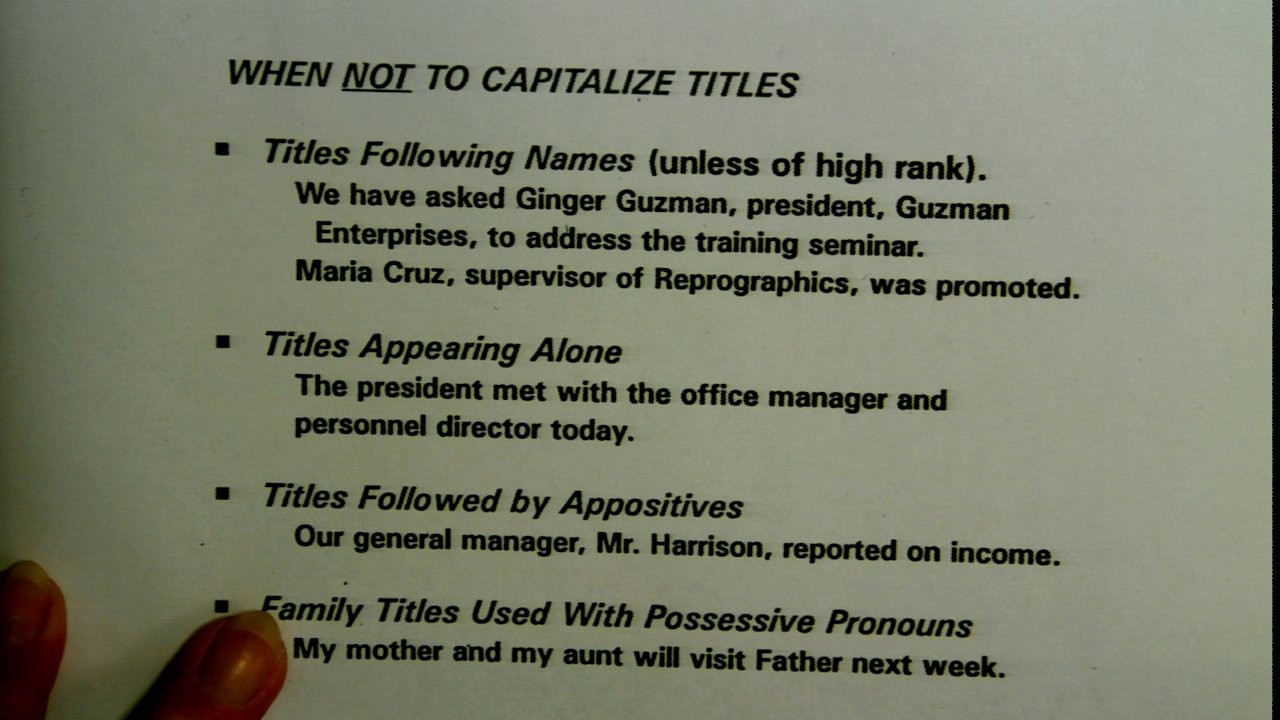 WHEN NOT TO CAPITALIZE TITLES
▪ Titles Following Names (unless of high rank).
We have asked Ginger Guzman, president, Guzman
Enterprises, to address the training seminar.
Maria Cruz, supervisor of Reprographics, was promoted.
▪ Titles Appearing Alone
The president met with the office manager and
personnel director today.
▪ Titles Followed by Appositives
Our general manager, Mr. Harrison, reported on income.
▪ Family Titles Used With Possessive Pronouns
My mother and my aunt will visit Father next week.